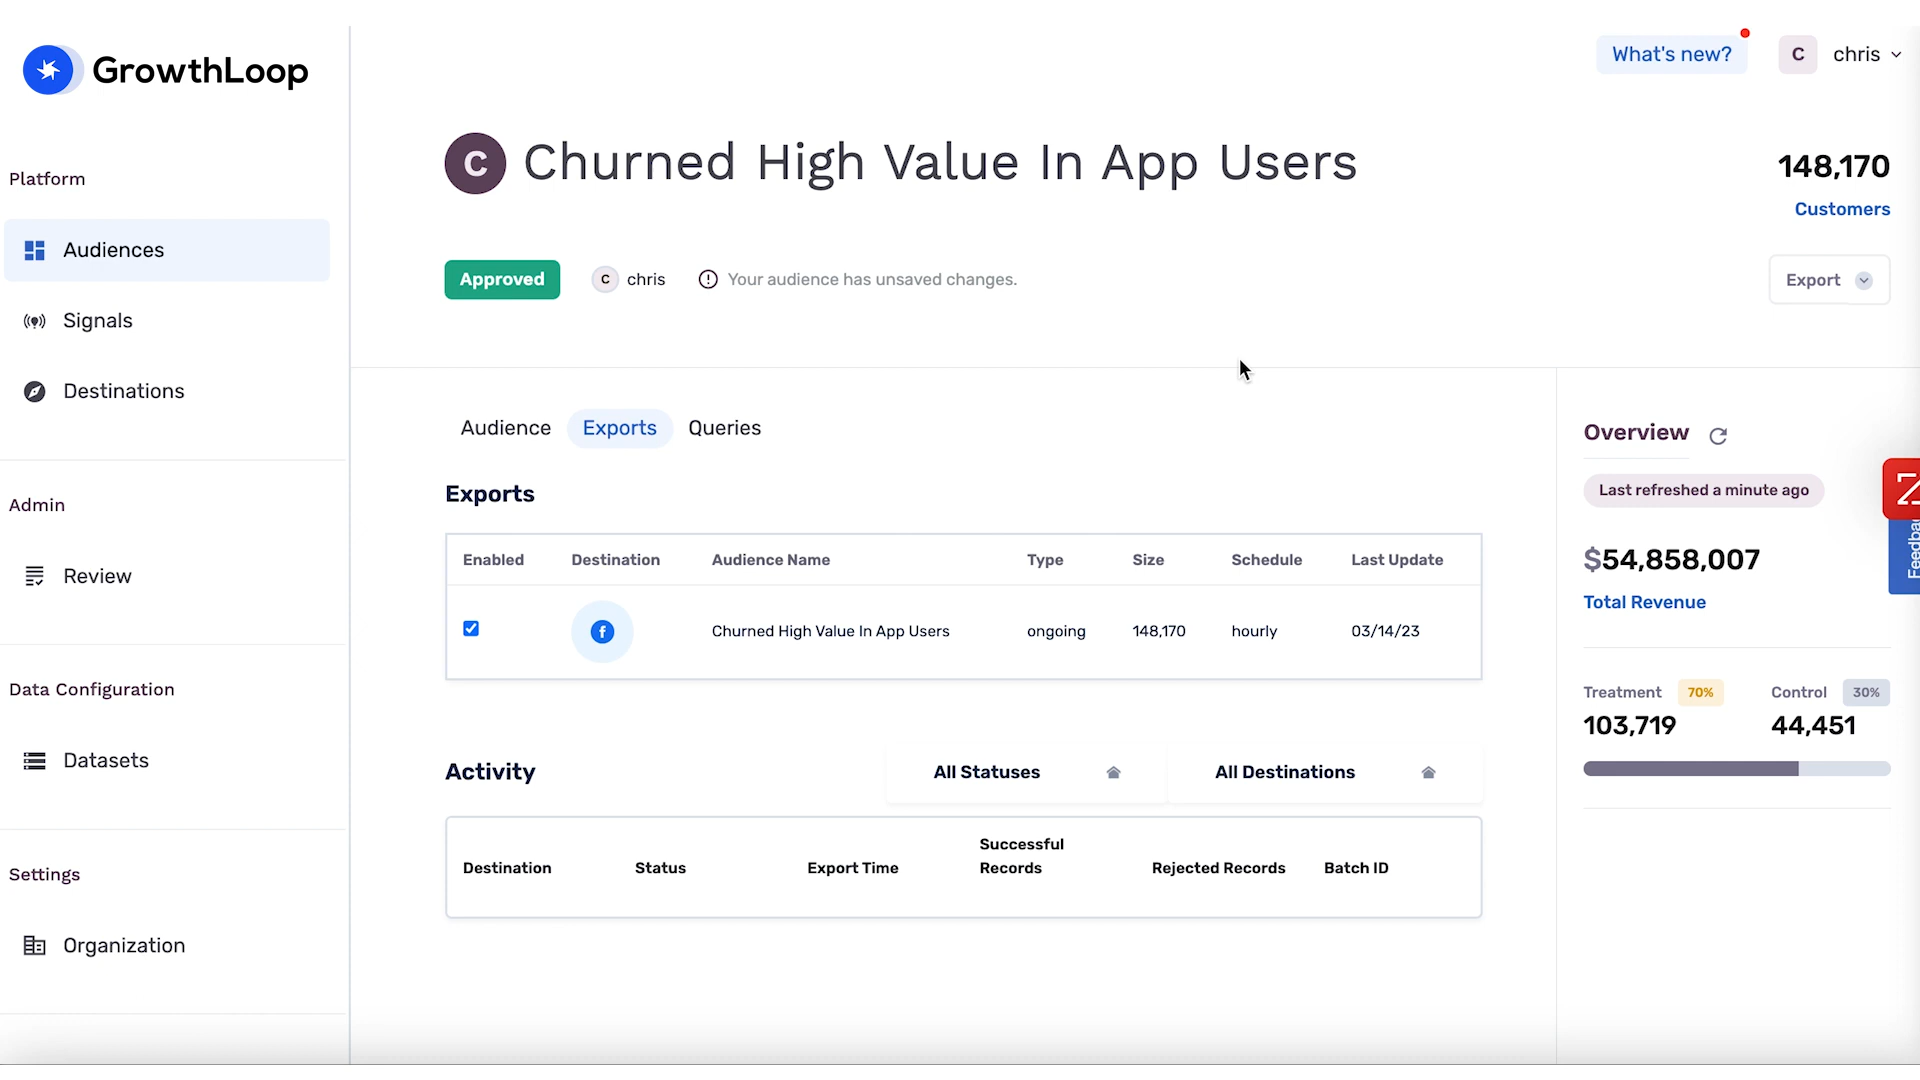 GrowthLoop
What's new?
C chris
Platform
Audiences
Signals
Destinations
Admin
Review
Data Configuration
Datasets
Settings
Organization
C Churned High Value In App Users
148,170
Customers
Approved C chris Your audience has unsaved changes.
Export
Audience Exports Queries
Exports
Enabled Destination Audience Name Type Size Schedule Last Update
f Churned High Value In App Users ongoing 148,170 hourly 03/14/23
Activity All Statuses All Destinations
Destination Status Export Time Successful Records Rejected Records Batch ID
Overview
Last refreshed a minute ago
$54,858,007
Total Revenue
Treatment 70% Control 30%
103,719 44,451